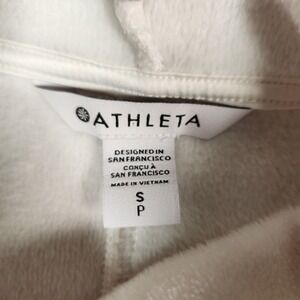 ATHLETA
DESIGNED IN
SAN FRANCISCO
CONÇU À
SAN FRANCISCO
MADE IN VIETNAM
S
P